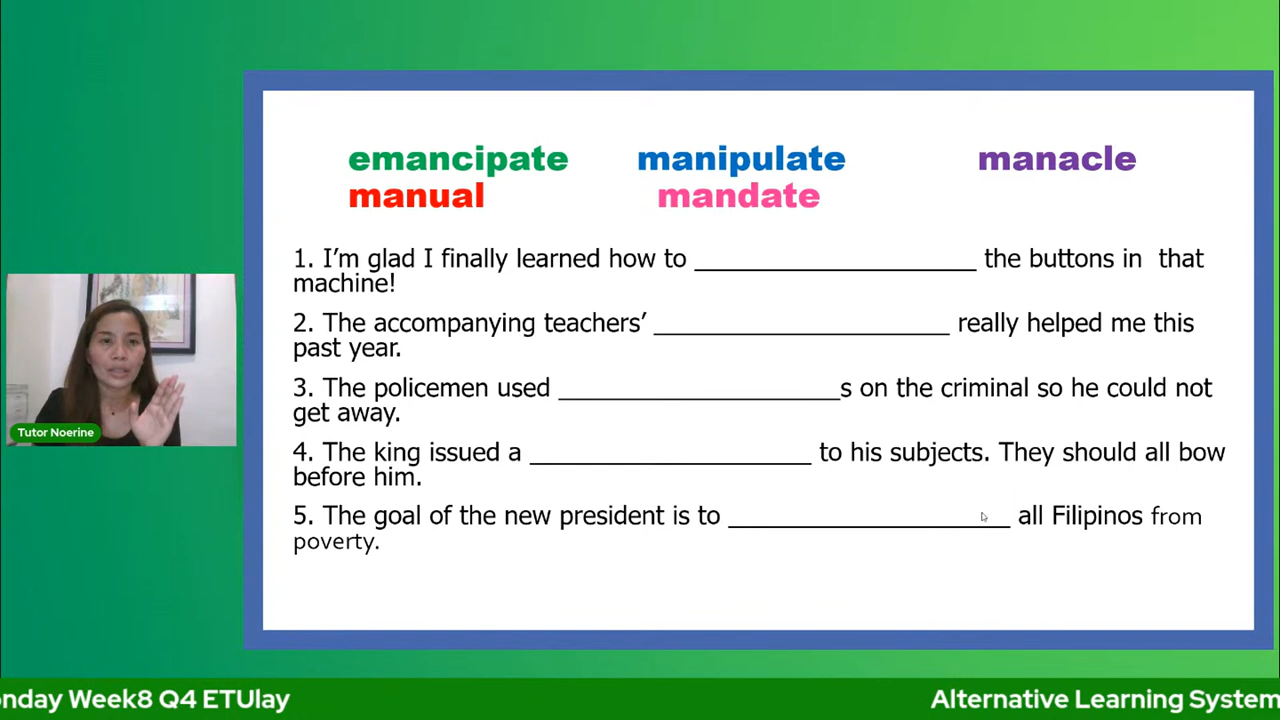 emancipate manipulate manacle
manual mandate
1. I'm glad I finally learned how to ____________________ the buttons in that
machine!
2. The accompanying teachers' ____________________ really helped me this
past year.
3. The policemen used ____________________s on the criminal so he could not
get away.
4. The king issued a ____________________ to his subjects. They should all bow
before him.
5. The goal of the new president is to ____________________ all Filipinos from
poverty.
Tutor Noerine
onday Week8 Q4 ETUlay Alternative Learning System